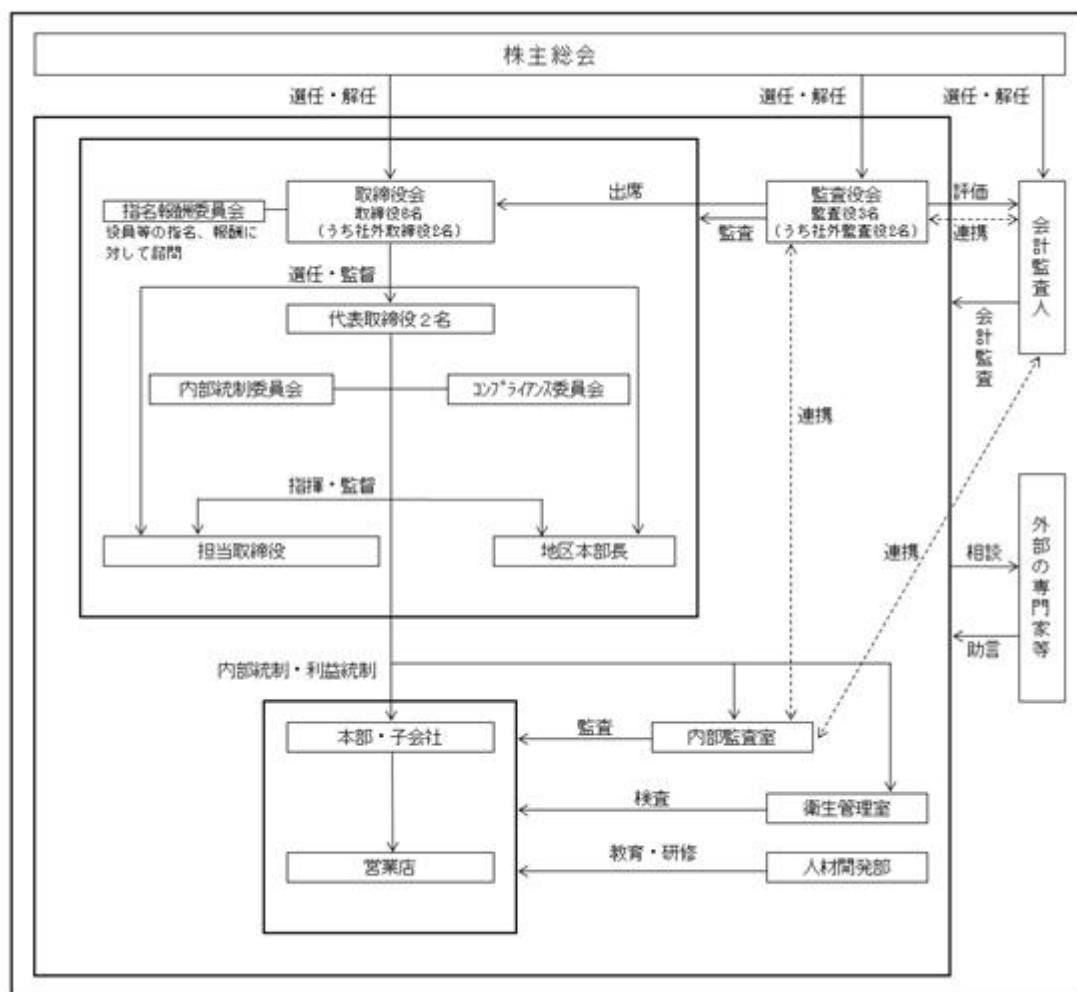 株主総会
選任・解任
選任・解任
選任・解任
取締役会
取締役6名
(うち社外取締役2名)
出席
監査役会
監査役3名
(うち社外監査役2名)
評価
連携
監査
会計監査人
指名報酬委員会
役員等の指名、報酬に
対して諮問
選任・監督
代表取締役2名
会計監査
内部統制委員会
コンプライアンス委員会
連携
指揮・監督
担当取締役
地区本部長
連携
相談
外部の専門家等
助言
内部統制・利益統制
本部・子会社
監査
内部監査室
検査
衛生管理室
教育・研修
営業店
人材開発部